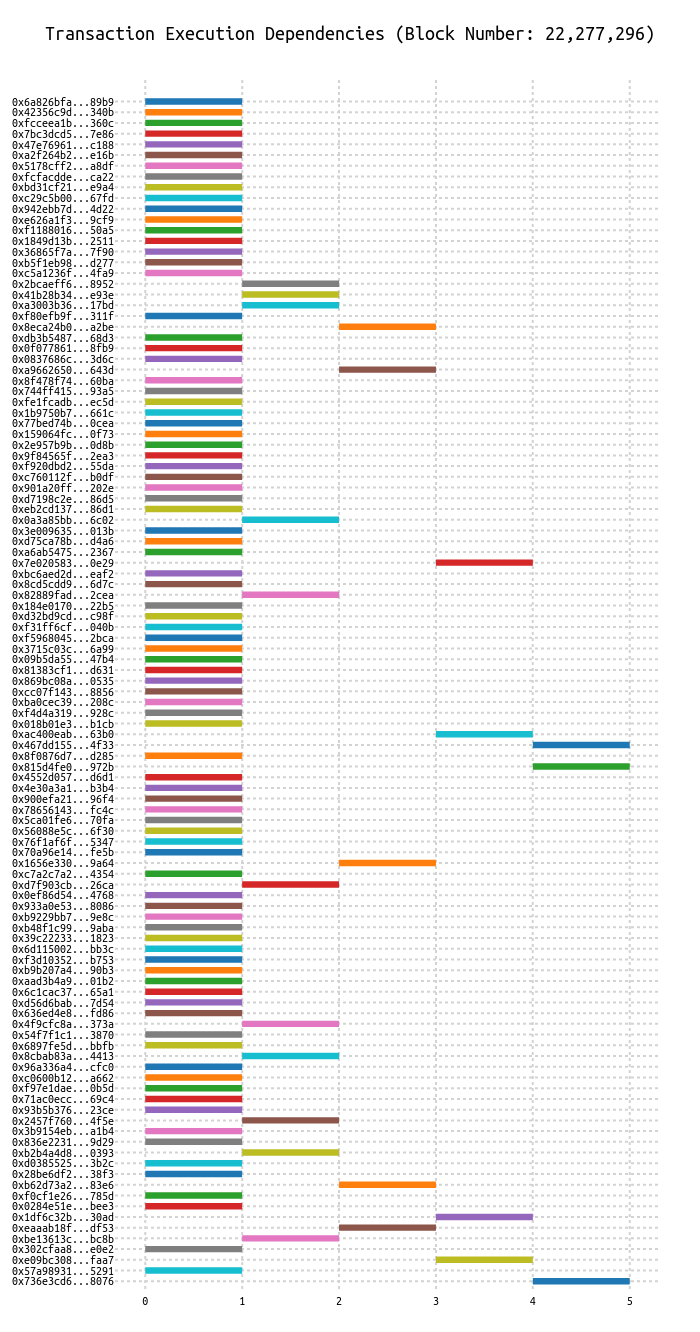 Transaction Execution Dependencies (Block Number: 22,277,296)
0x6a826bfa...89b9
0x42356c9d...340b
0xfcceea1b...360c
0x7bc3dcd5...7e86
0x47e76961...c188
0xa2f264b2...e16b
0x5178cff2...a8df
0xfcfacdde...ca22
0xbd31cf21...e9a4
0xc29c5b00...67fd
0x942ebb7d...4d22
0xe626a1f3...9cf9
0xf1188016...50a5
0x1849d13b...2511
0x36865f7a...7f90
0xb5f1eb98...d277
0xc5a1236f...4fa9
0x2bcaeff6...8952
0x41b28b34...e93e
0xa3003b36...17bd
0xf80efb9f...311f
0x8eca24b0...a2be
0xdb3b5487...68d3
0x0f077861...8fb9
0x0837686c...3d6c
0xa9662650...643d
0x8f478f74...60ba
0x744ff415...93a5
0xfe1fcadb...ec5d
0x1b9750b7...661c
0x77bed74b...0cea
0x159064fc...0f73
0x2e957b9b...0d8b
0x9f84565f...2ea3
0xf920dbd2...55da
0xc760112f...b0df
0x901a20ff...202e
0xd7198c2e...86d5
0xeb2cd137...86d1
0x0a3a85bb...6c02
0x3e009635...013b
0xd75ca78b...d4a6
0xa6ab5475...2367
0x7e020583...0e29
0xbc6aed2d...eaf2
0x8cd5cdd9...6d7c
0x82889fad...2cea
0x184e0170...22b5
0xd32bd9cd...c98f
0xf31ff6cf...040b
0xf5968045...2bca
0x3715c03c...6a99
0x09b5da55...47b4
0x81383cf1...d631
0x869bc08a...0535
0xcc07f143...8856
0xba0cec39...208c
0xf4d4a319...928c
0x018b01e3...b1cb
0xac400eab...63b0
0x467dd155...4f33
0x8f0876d7...d285
0x815d4fe0...972b
0x4552d057...d6d1
0x4e30a3a1...b3b4
0x900efa21...96f4
0x78656143...fc4c
0x5ca01fe6...70fa
0x56088e5c...6f30
0x76f1af6f...5347
0x70a96e14...fe5b
0x1656e330...9a64
0xc7a2c7a2...4354
0xd7f903cb...26ca
0x0ef86d54...4768
0x933a0e53...8086
0xb9229bb7...9e8c
0xb48f1c99...9aba
0x39c22233...1823
0x6d115002...bb3c
0xf3d10352...b753
0xb9b207a4...90b3
0xaad3b4a9...01b2
0x6c1cac37...65a1
0xd56d6bab...7d54
0x636ed4e8...fd86
0x4f9cfc8a...373a
0x54f7f1c1...3870
0x6897fe5d...bbfb
0x8cbab83a...4413
0x96a336a4...cfc0
0xc0600b12...a662
0xf97e1dae...0b5d
0x71ac0ecc...69c4
0x93b5b376...23ce
0x2457f760...4f5e
0x3b9154eb...a1b4
0x836e2231...9d29
0xb2b4a4d8...0393
0xd0385525...3b2c
0x28be6df2...38f3
0xb62d73a2...83e6
0xf0cf1e26...785d
0x0284e51e...bee3
0x1df6c32b...30ad
0xeaaab18f...df53
0xbe13613c...bc8b
0x302cfaa8...e0e2
0xe09bc308...faa7
0x57a98931...5291
0x736e3cd6...8076
0 1 2 3 4 5